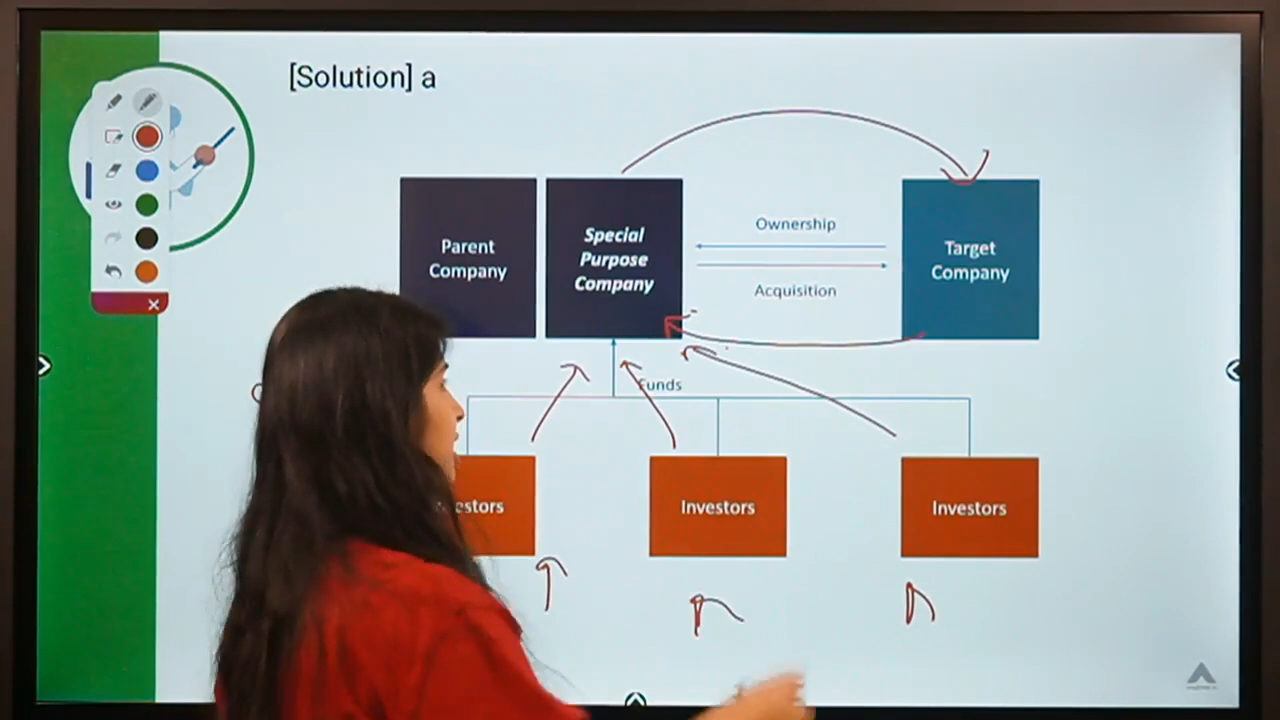 [Solution] a
Parent
Company
Special
Purpose
Company
Ownership
Acquisition
Target
Company
Funds
Investors
Investors